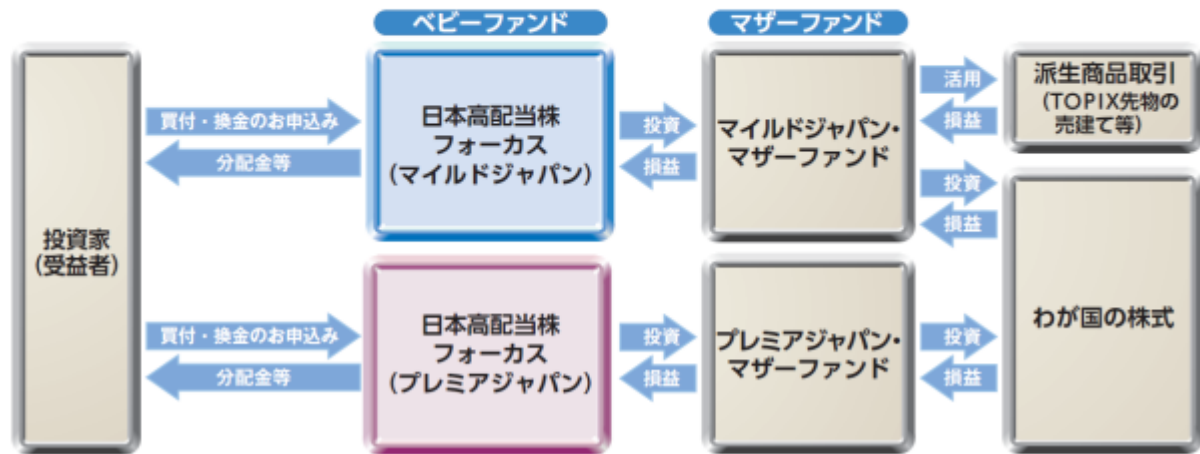 ベビーファンド
マザーファンド
投資家
(受益者)
買付・換金のお申込み
分配金等
日本高配当株
フォーカス
(マイルドジャパン)
投資
損益
マイルドジャパン・
マザーファンド
活用
損益
派生商品取引
(TOPIX先物の
売建て等)
投資
損益
買付・換金のお申込み
分配金等
日本高配当株
フォーカス
(プレミアジャパン)
投資
損益
プレミアジャパン・
マザーファンド
投資
損益
わが国の株式